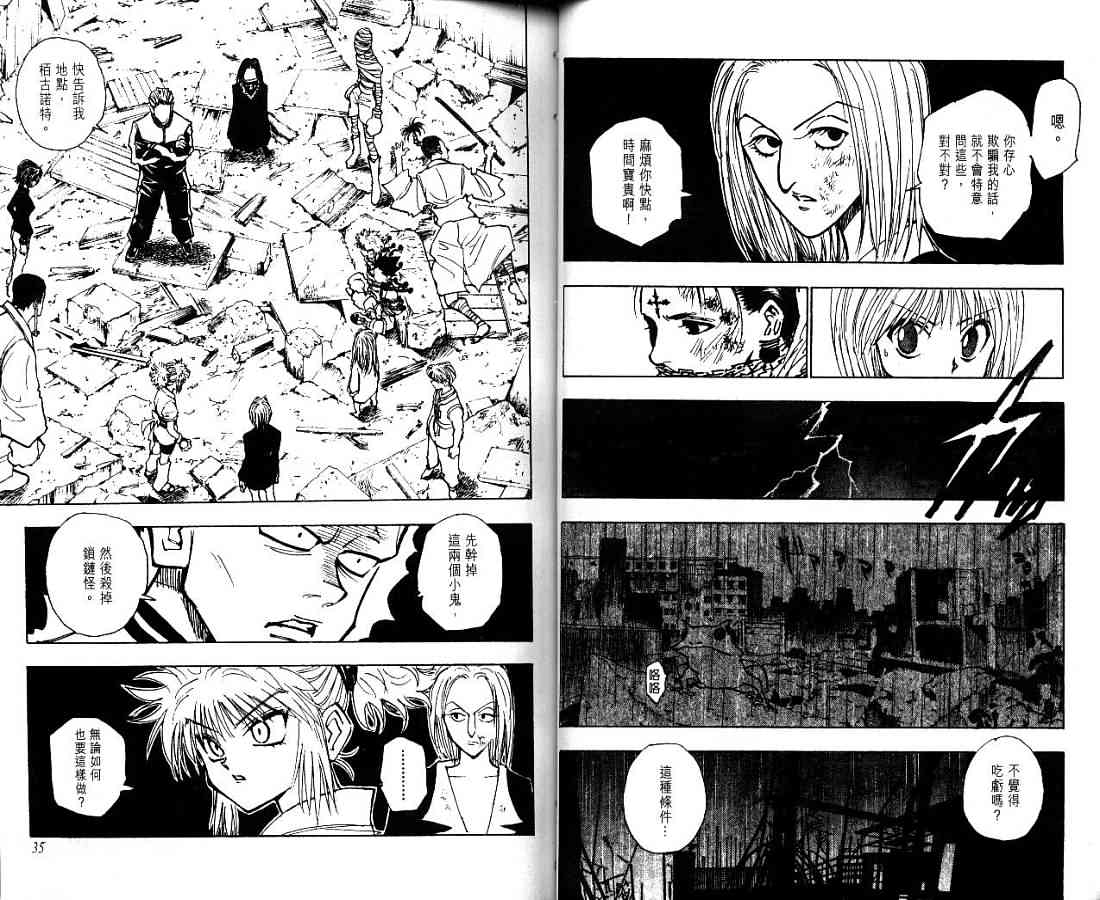 嗯。
你存心
欺騙我的話，
就不會特意
問這些，
對不對？
麻煩你快點，
時間寶貴啊！
咯咯
不覺得
吃虧嗎？
這種條件…
快告訴我
地點，
栢古諾特。
先幹掉
這兩個小鬼，
然後殺掉
鎖鏈怪。
………
無論如何
也要這樣做？
35